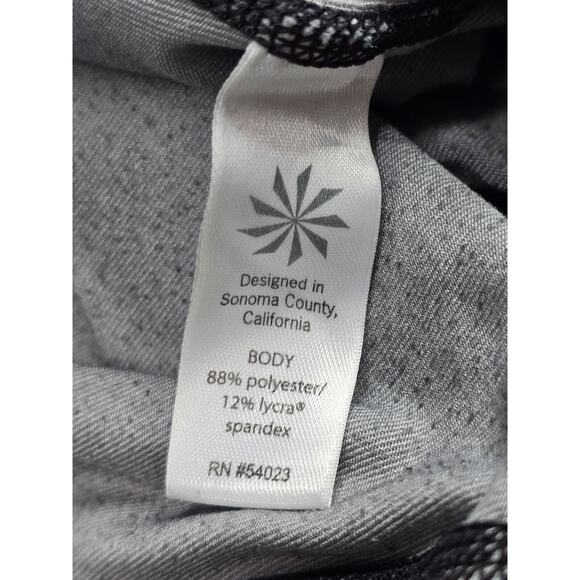 Designed in
Sonoma County,
California
BODY
88% polyester/
12% lycra®
spandex
RN #54023